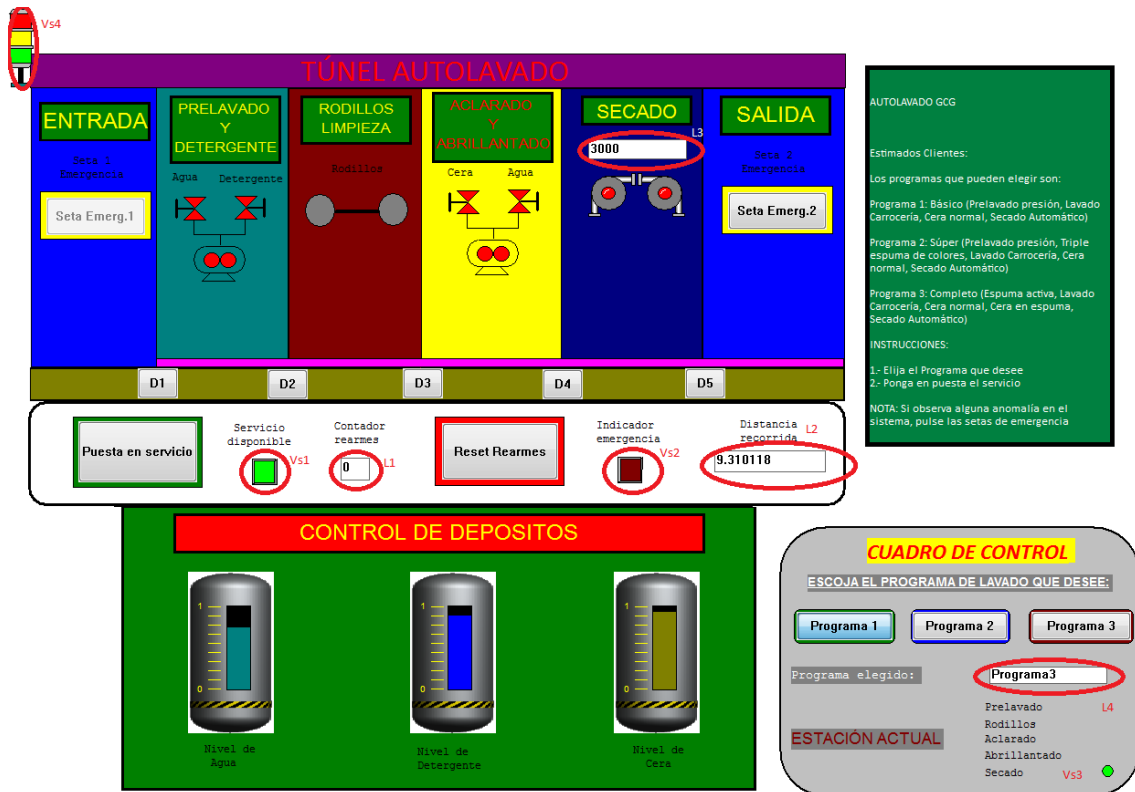 Vs4
TÚNEL AUTOLAVADO
ENTRADA
PRELAVADO
Y
DETERGENTE
RODILLOS
LIMPIEZA
ACLARADO
Y
ABRILLANTADO
SECADO
SALIDA
L3
3000
Seta 1
Emergencia
Agua
Detergente
Rodillos
Cera
Agua
Seta 2
Emergencia
Seta Emerg.1
Seta Emerg.2
D1
D2
D3
D4
D5
AUTOLAVADO GCG
Estimados Clientes:
Los programas que pueden elegir son:
Programa 1: Básico (Prelavado presión, Lavado
Carrocería, Cera normal, Secado Automático)
Programa 2: Súper (Prelavado presión, Triple
espuma de colores, Lavado Carrocería, Cera
normal, Secado Automático)
Programa 3: Completo (Espuma activa, Lavado
Carrocería, Cera normal, Cera en espuma,
Secado Automático)
INSTRUCCIONES:
1.- Elija el Programa que desee
2.- Ponga en puesta el servicio
NOTA: Si observa alguna anomalía en el
sistema, pulse las setas de emergencia
Puesta en servicio
Servicio
disponible
Vs1
Contador
rearmes
0
L1
Reset Rearmes
Indicador
emergencia
Vs2
Distancia
recorrida
L2
9.310118
CONTROL DE DEPOSITOS
1
0
1
0
1
0
Nivel de
Agua
Nivel de
Detergente
Nivel de
Cera
CUADRO DE CONTROL
ESCOJA EL PROGRAMA DE LAVADO QUE DESEE:
Programa 1
Programa 2
Programa 3
Programa elegido:
Programa3
L4
ESTACIÓN ACTUAL
Prelavado
Rodillos
Aclarado
Abrillantado
Secado
Vs3